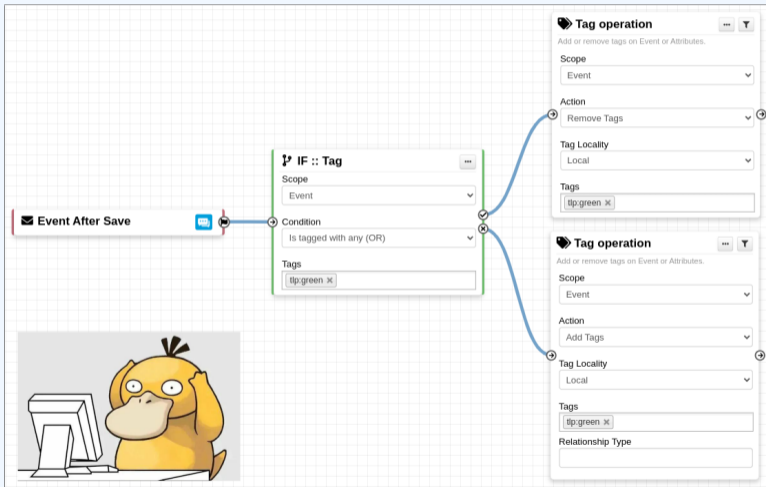 Tag operation
Add or remove tags on Event or Attributes.
Scope
Event
Action
Remove Tags
Tag Locality
Local
Tags
tlp:green
IF :: Tag
Scope
Event
Condition
Is tagged with any (OR)
Tags
tlp:green
Event After Save
Tag operation
Add or remove tags on Event or Attributes.
Scope
Event
Action
Add Tags
Tag Locality
Local
Tags
tlp:green
Relationship Type